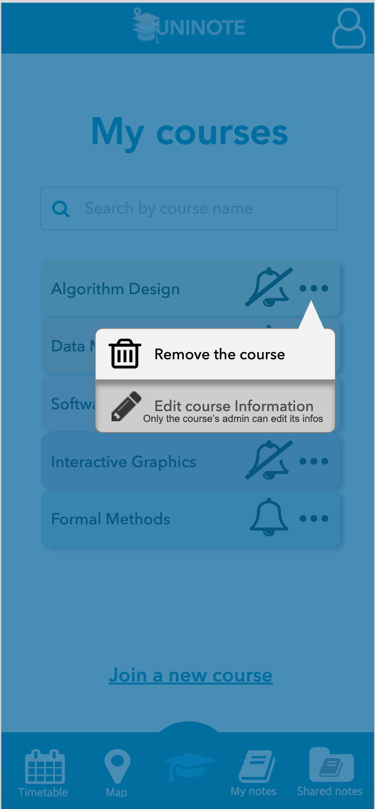 UNINOTE
My courses
Search by course name
Algorithm Design
Data
Remove the course
Edit course Information
Only the course's admin can edit its infos
Interactive Graphics
Formal Methods
Join a new course
Timetable
Map
My notes
Shared notes